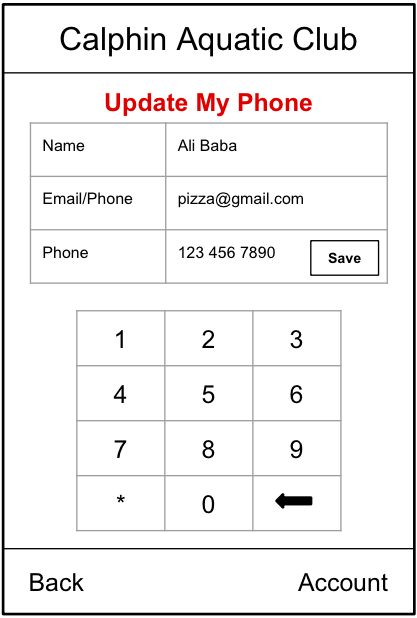 Calphin Aquatic Club
Update My Phone
Name Ali Baba
Email/Phone pizza@gmail.com
Phone 123 456 7890 Save
1 2 3
4 5 6
7 8 9
* 0
Back Account